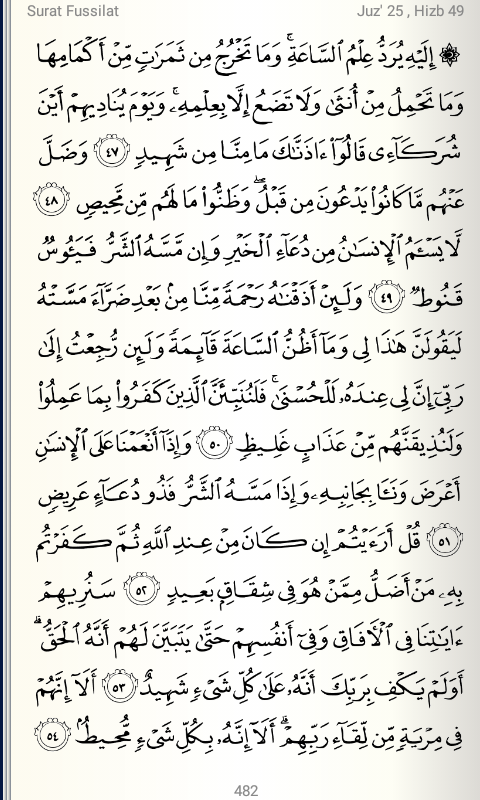 Surat Fussilat
Juz' 25 , Hizb 49
۞ إِلَيْهِ يُرَدُّ عِلْمُ ٱلسَّاعَةِۚ وَمَا تَخْرُجُ مِن ثَمَرَٰتٍ مِّنْ أَكْمَامِهَا
وَمَا تَحْمِلُ مِنْ أُنثَىٰ وَلَا تَضَعُ إِلَّا بِعِلْمِهِۦۚ وَيَوْمَ يُنَادِيهِمْ أَيْنَ
شُرَكَآءِى قَالُوٓا۟ ءَاذَنَّٰكَ مَا مِنَّا مِن شَهِيدٍ ٤٧ وَضَلَّ
عَنْهُم مَّا كَانُوا۟ يَدْعُونَ مِن قَبْلُۖ وَظَنُّوا۟ مَا لَهُم مِّن مَّحِيصٍ ٤٨
لَّا يَسْـَٔمُ ٱلْإِنسَٰنُ مِن دُعَآءِ ٱلْخَيْرِ وَإِن مَّسَّهُ ٱلشَّرُّ فَيَـُٔوسٌ
قَنُوطٌ ٤٩ وَلَئِنْ أَذَقْنَٰهُ رَحْمَةً مِّنَّا مِنۢ بَعْدِ ضَرَّآءَ مَسَّتْهُ
لَيَقُولَنَّ هَٰذَا لِى وَمَآ أَظُنُّ ٱلسَّاعَةَ قَآئِمَةً وَلَئِن رُّجِعْتُ إِلَىٰ
رَبِّىٓ إِنَّ لِى عِندَهُۥ لَلْحُسْنَىٰۚ فَلَنُنَبِّئَنَّ ٱلَّذِينَ كَفَرُوا۟ بِمَا عَمِلُوا۟
وَلَنُذِيقَنَّهُم مِّنْ عَذَابٍ غَلِيظٍ ٥٠ وَإِذَآ أَنْعَمْنَا عَلَى ٱلْإِنسَٰنِ
أَعْرَضَ وَنَـَٔا بِجَانِبِهِۦ وَإِذَا مَسَّهُ ٱلشَّرُّ فَذُو دُعَآءٍ عَرِيضٍ
٥١ قُلْ أَرَءَيْتُمْ إِن كَانَ مِنْ عِندِ ٱللَّهِ ثُمَّ كَفَرْتُم
بِهِۦ مَنْ أَضَلُّ مِمَّنْ هُوَ فِى شِقَاقٍۭ بَعِيدٍ ٥٢ سَنُرِيهِمْ
ءَايَٰتِنَا فِى ٱلْءَافَاقِ وَفِىٓ أَنفُسِهِمْ حَتَّىٰ يَتَبَيَّنَ لَهُمْ أَنَّهُ ٱلْحَقُّۗ
أَوَلَمْ يَكْفِ بِرَبِّكَ أَنَّهُۥ عَلَىٰ كُلِّ شَىْءٍ شَهِيدٌ ٥٣ أَلَآ إِنَّهُمْ
فِى مِرْيَةٍ مِّن لِّقَآءِ رَبِّهِمْۗ أَلَآ إِنَّهُۥ بِكُلِّ شَىْءٍ مُّحِيطٌۢ ٥٤
482